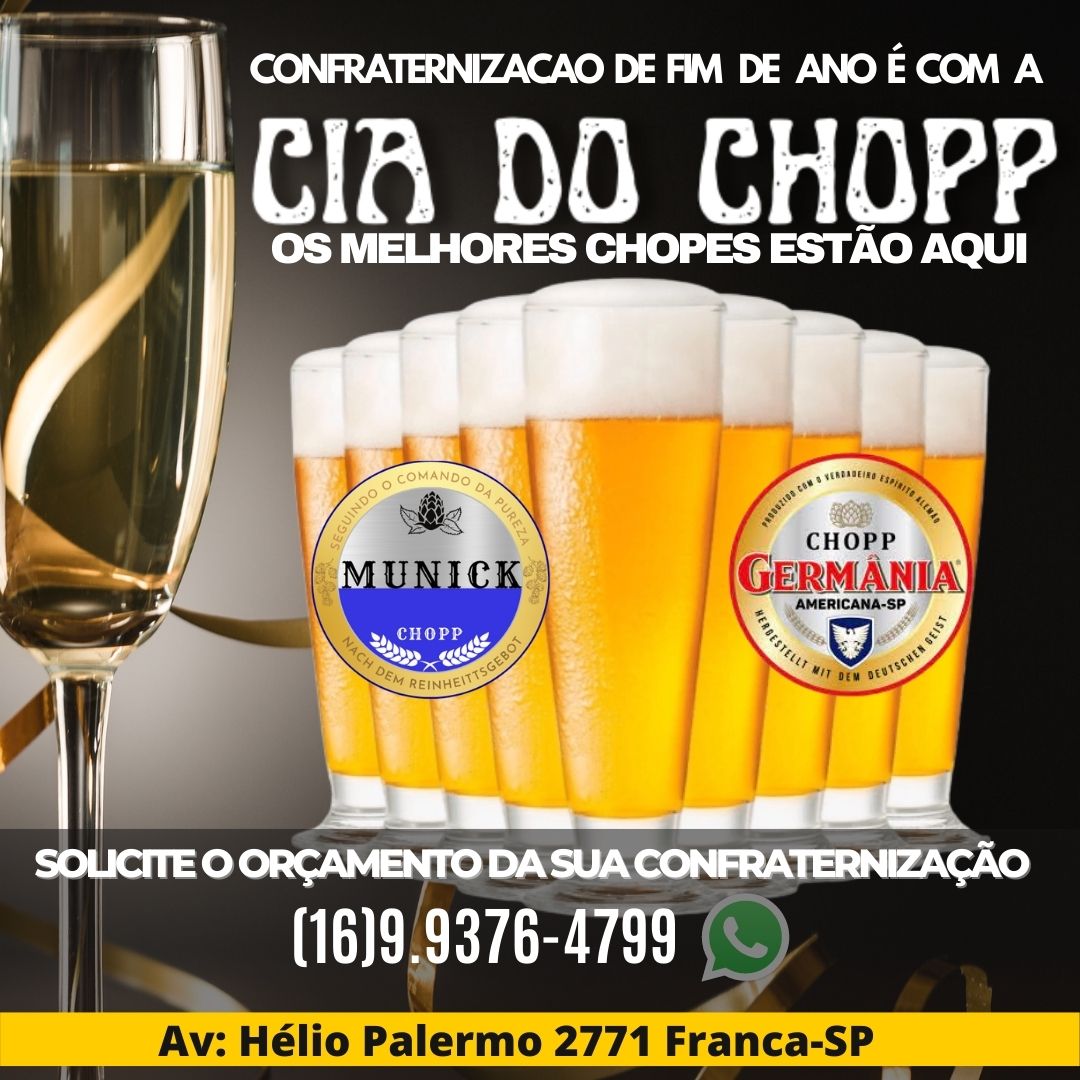 CONFRATERNIZACAO DE FIM DE ANO É COM A
CIA DO CHOPP
OS MELHORES CHOPES ESTÃO AQUI
SEGUINDO O COMANDO DA PUREZA
MUNICK
CHOPP
NACH DEM REINHEITTSGEBOT
PRODUZIDO COM O VERDADEIRO ESPÍRITO ALEMÃO
CHOPP
GERMÂNIA
AMERICANA-SP
HERGESTELLT MIT DEM DEUTSCHEN GEIST
SOLICITE O ORÇAMENTO DA SUA CONFRATERNIZAÇÃO
(16)9.9376-4799
Av: Hélio Palermo 2771 Franca-SP